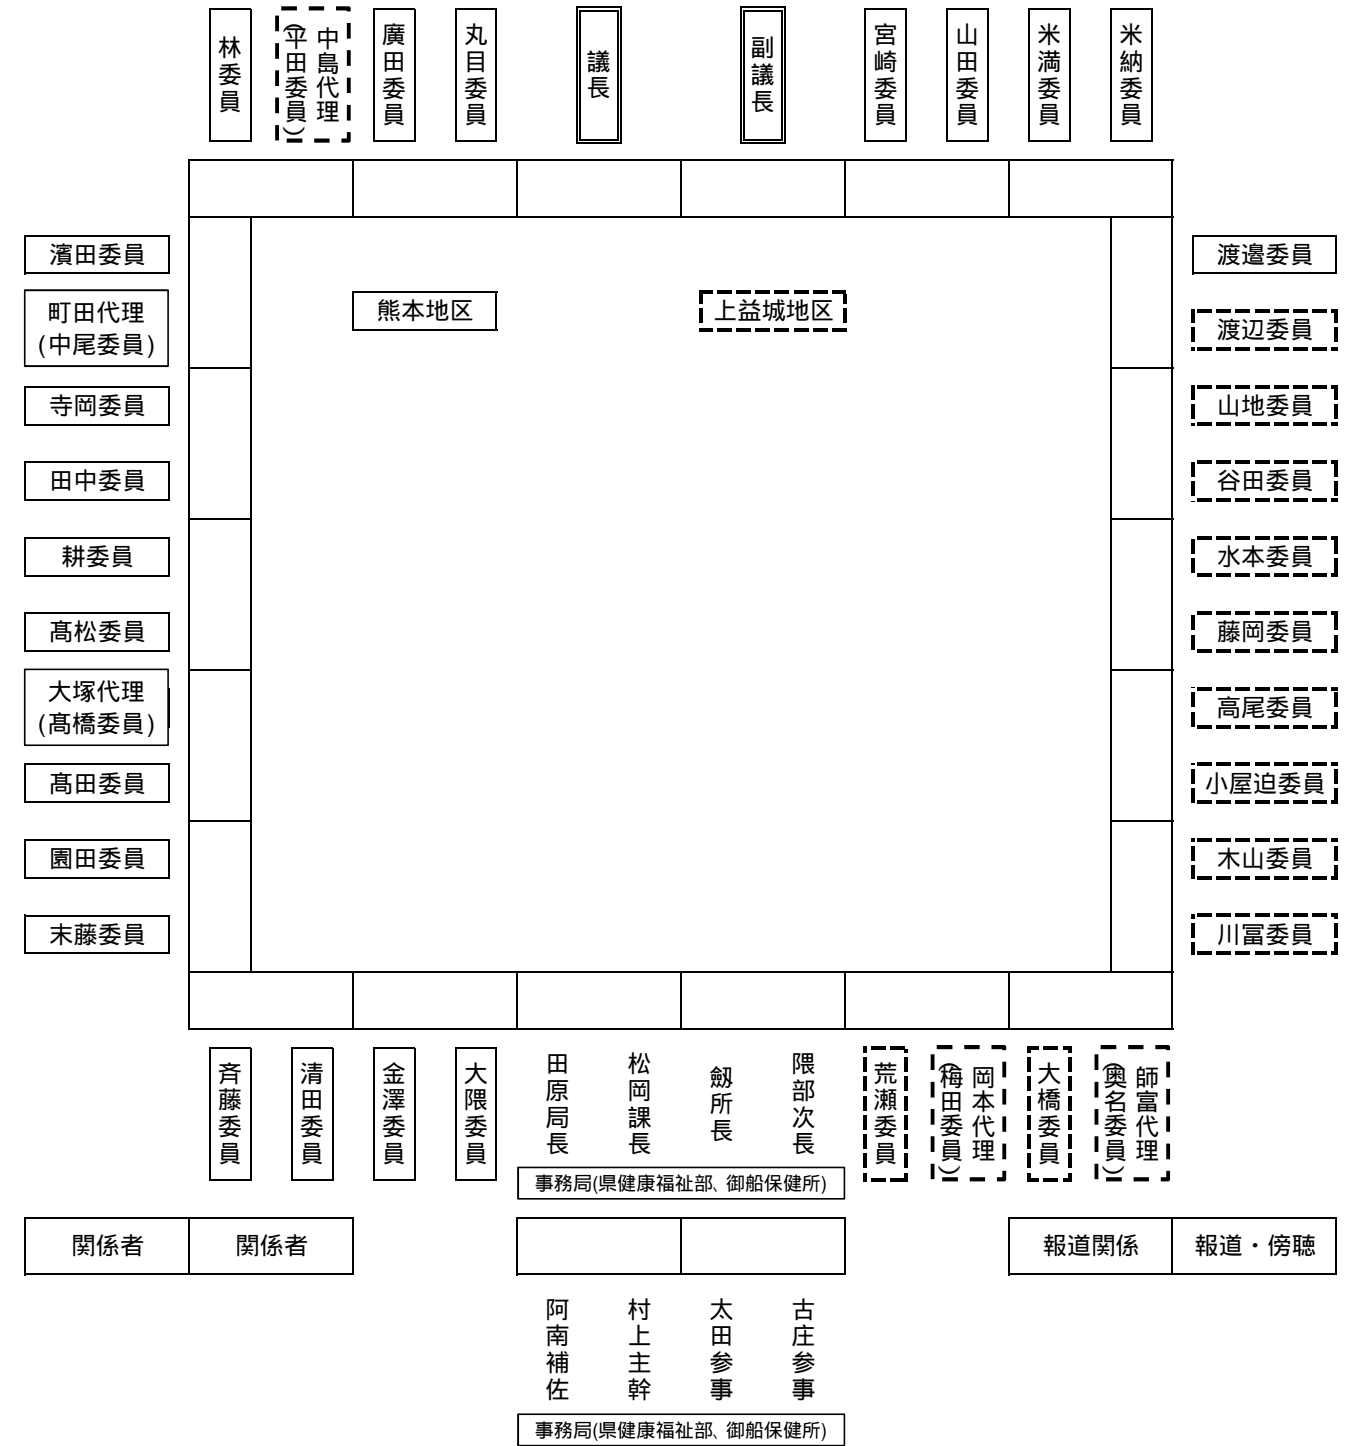 林委員
中島代理
(平田委員)
廣田委員
丸目委員
議長
副議長
宮崎委員
山田委員
米満委員
米納委員
濱田委員
町田代理
(中尾委員)
寺岡委員
田中委員
耕委員
髙松委員
大塚代理
(髙橋委員)
髙田委員
園田委員
末藤委員
熊本地区
上益城地区
渡邉委員
渡辺委員
山地委員
谷田委員
水本委員
藤岡委員
高尾委員
小屋迫委員
木山委員
川冨委員
斉藤委員
清田委員
金澤委員
大隈委員
田原局長
松岡課長
劔所長
隈部次長
荒瀬委員
岡本代理
(梅田委員)
大橋委員
師富代理
(奥名委員)
事務局(県健康福祉部、御船保健所)
関係者
関係者
報道関係
報道・傍聴
阿南補佐
村上主幹
太田参事
古庄参事
事務局(県健康福祉部、御船保健所)